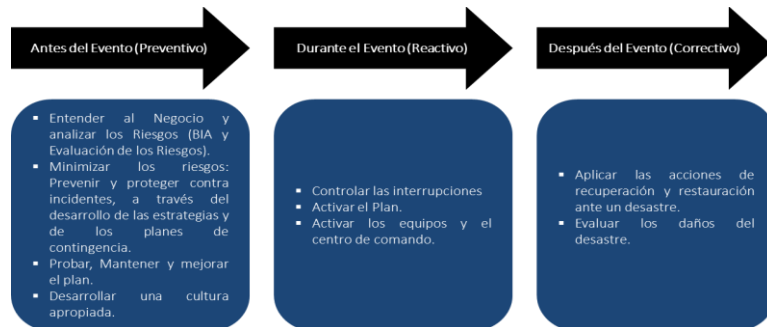 Antes del Evento (Preventivo)
Durante el Evento (Reactivo)
Después del Evento (Correctivo)
▪ Entender al Negocio y
analizar los Riesgos (BIA y
Evaluación de los Riesgos).
▪ Minimizar los riesgos:
Prevenir y proteger contra
incidentes, a través del
desarrollo de las estrategias y
de los planes de
contingencia.
▪ Probar, Mantener y mejorar
el plan.
▪ Desarrollar una cultura
apropiada.
▪ Controlar las interrupciones
▪ Activar el Plan.
▪ Activar los equipos y el
centro de comando.
▪ Aplicar las acciones de
recuperación y restauración
ante un desastre.
▪ Evaluar los daños del
desastre.